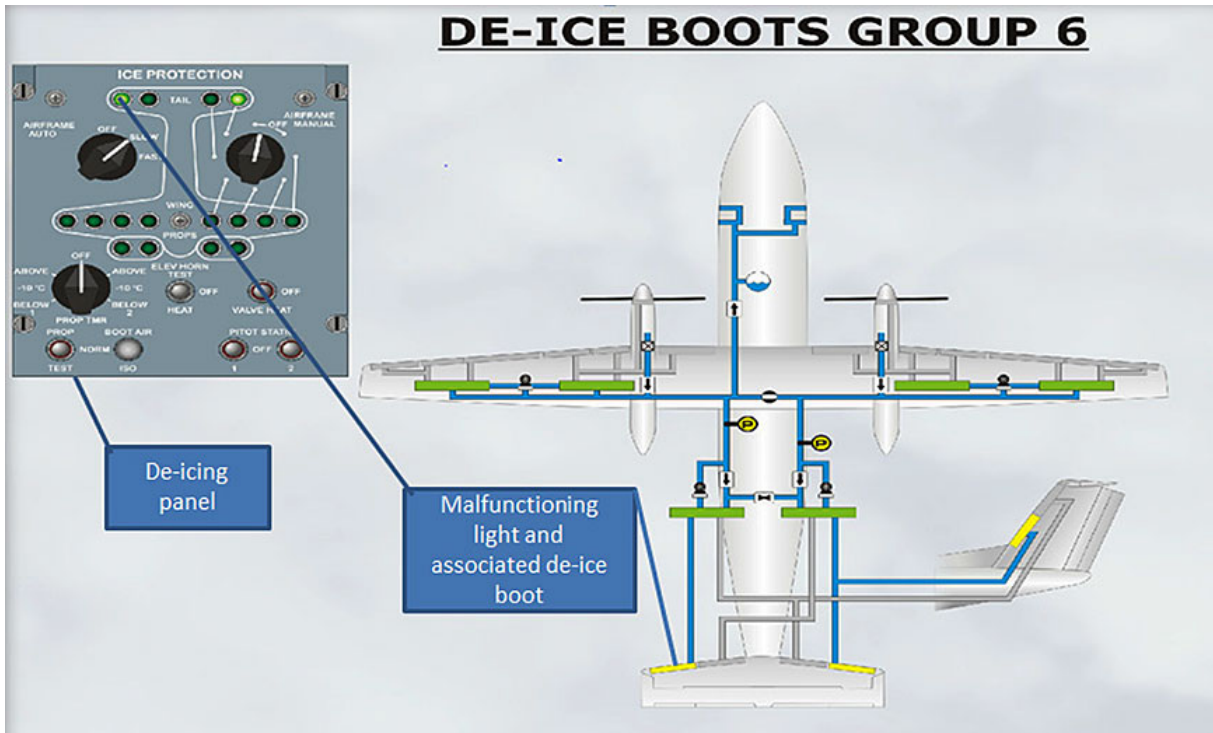 DE-ICE BOOTS GROUP 6
ICE PROTECTION
TAIL
AIRFRAME
AUTO
OFF
SLOW
FAST
OFF
AIRFRAME
MANUAL
WING
PROPS
OFF
ABOVE
ABOVE
-10 °C
-10 °C
BELOW
1
BELOW
2
PROP TMR
ELEV HORN
TEST
OFF
HEAT
OFF
VALVE HEAT
PROP
TEST
BOOT AIR
NORM
ISO
PITOT STATIC
OFF
1
2
P
P
De-icing
panel
Malfunctioning
light and
associated de-ice
boot